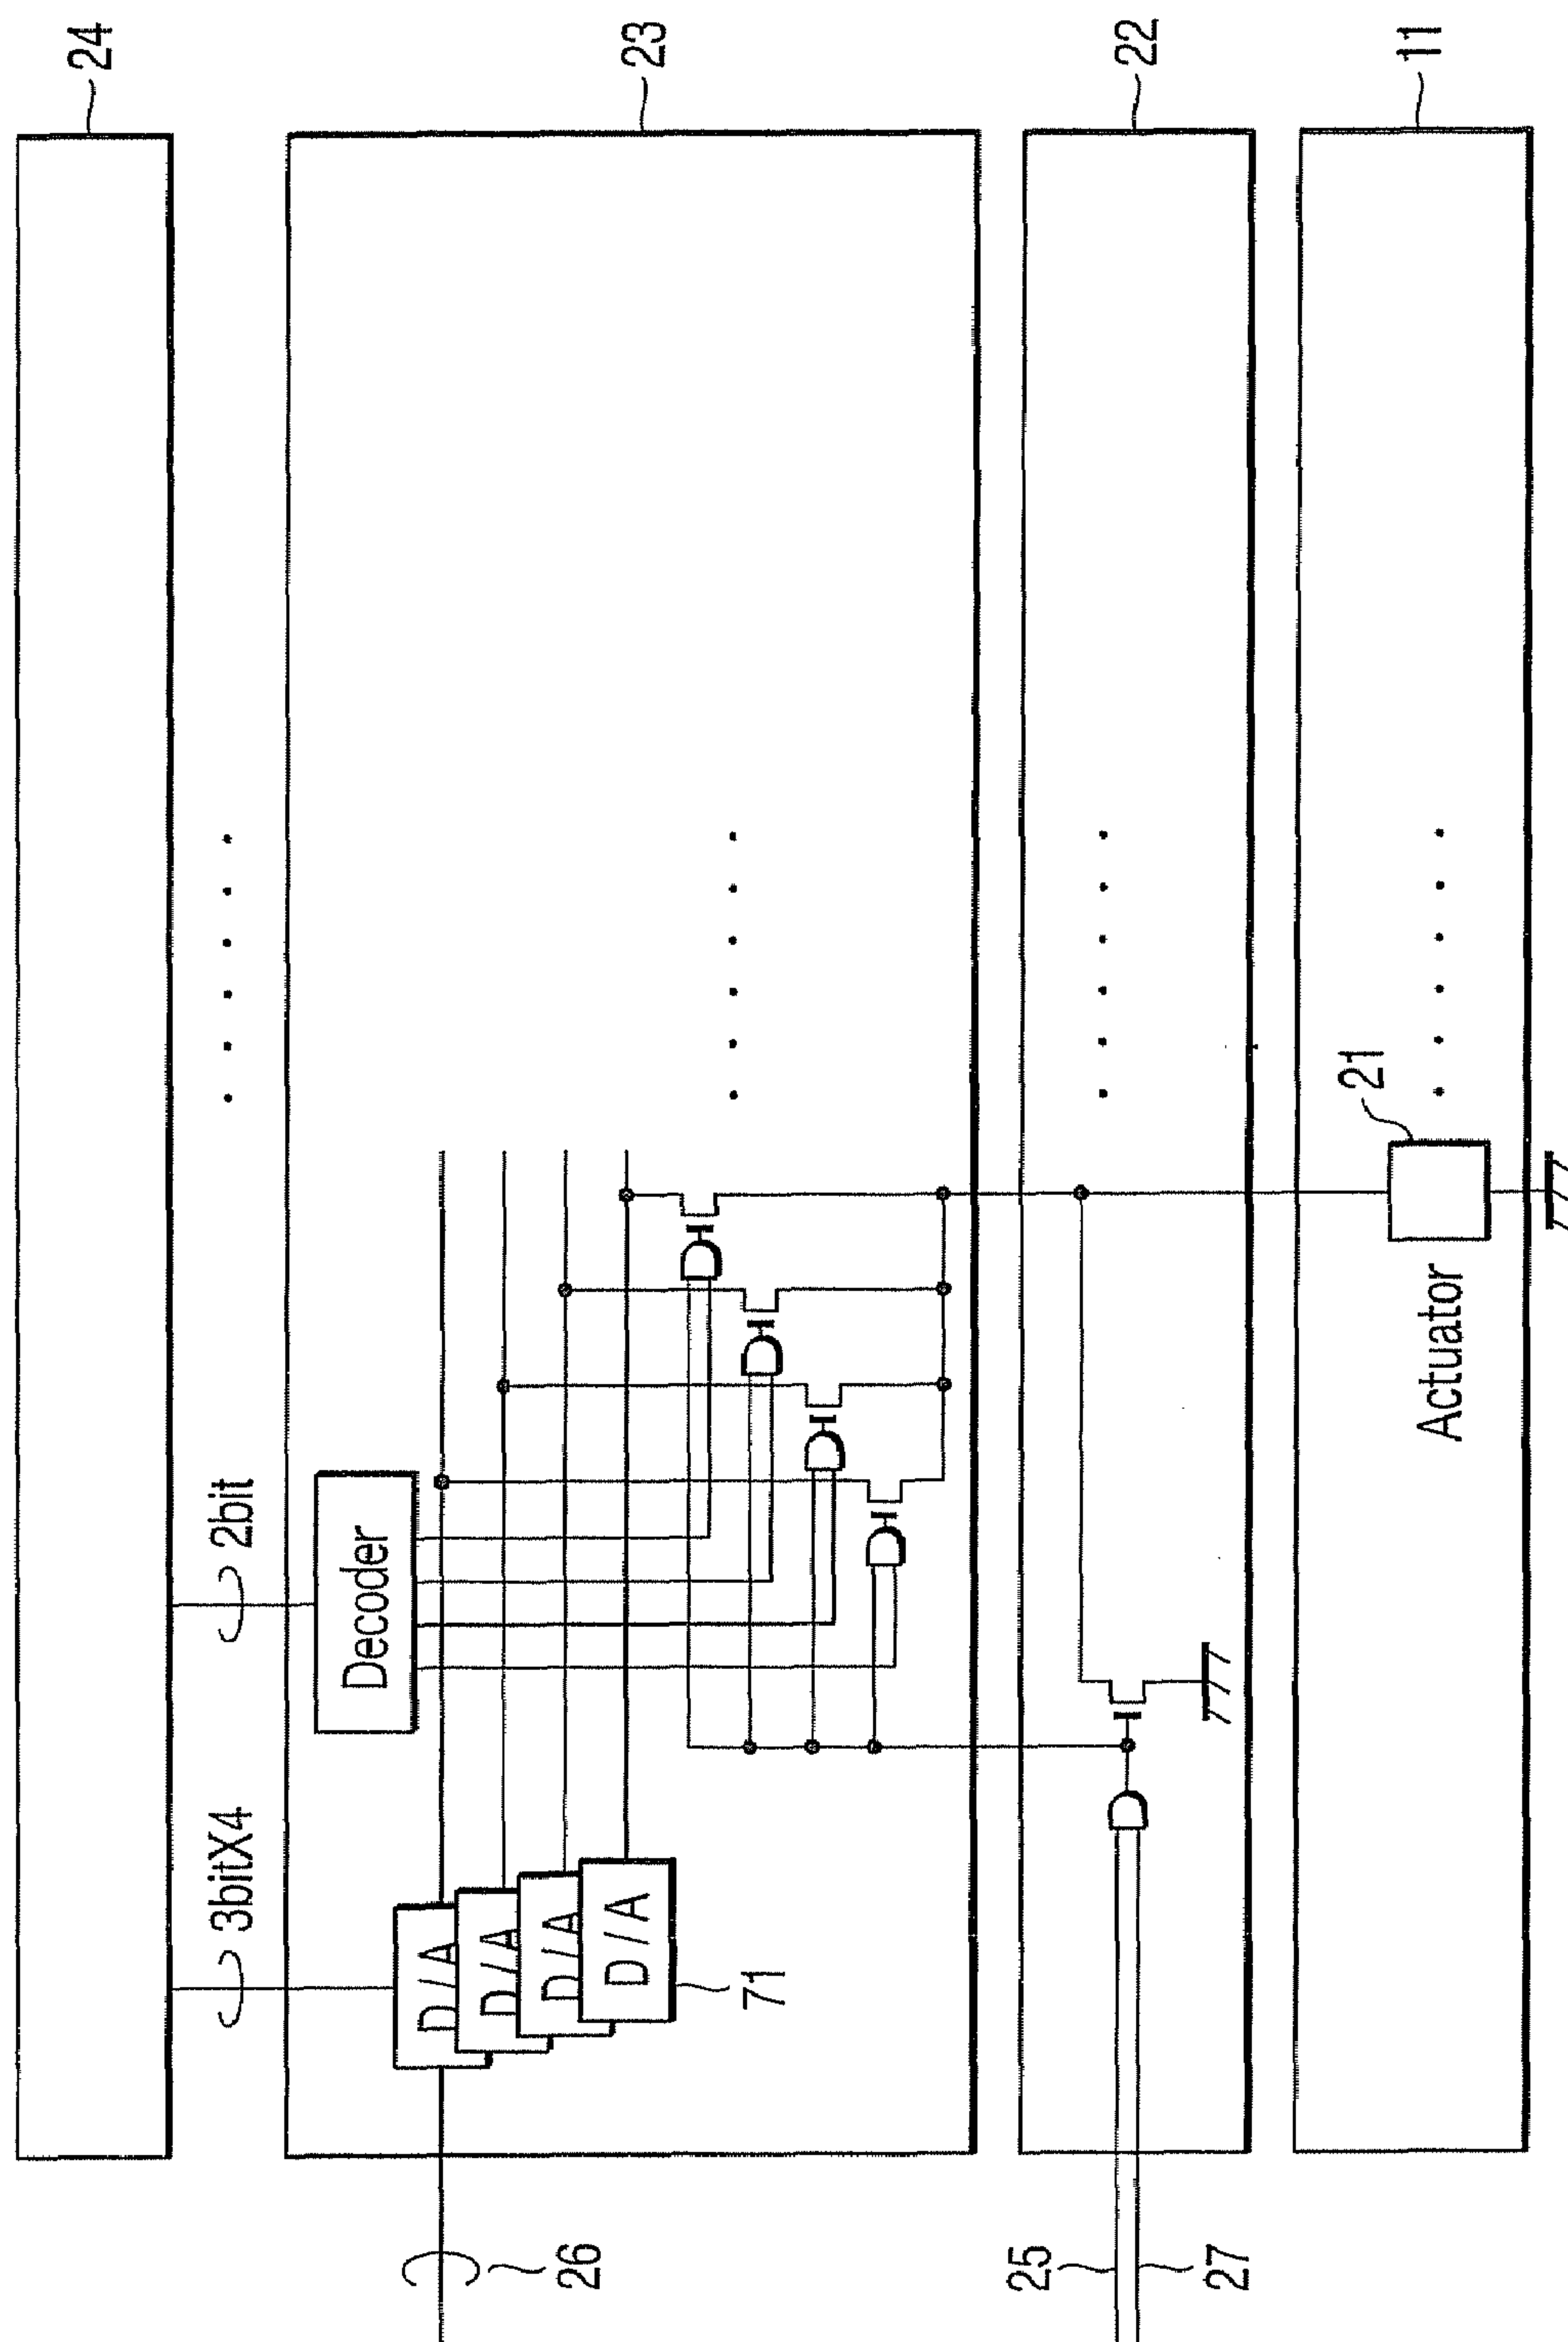 24
23
22
11
2bit
3bitX4
Decoder
D/A
D/A
D/A
D/A
71
21
Actuator
26
25
27